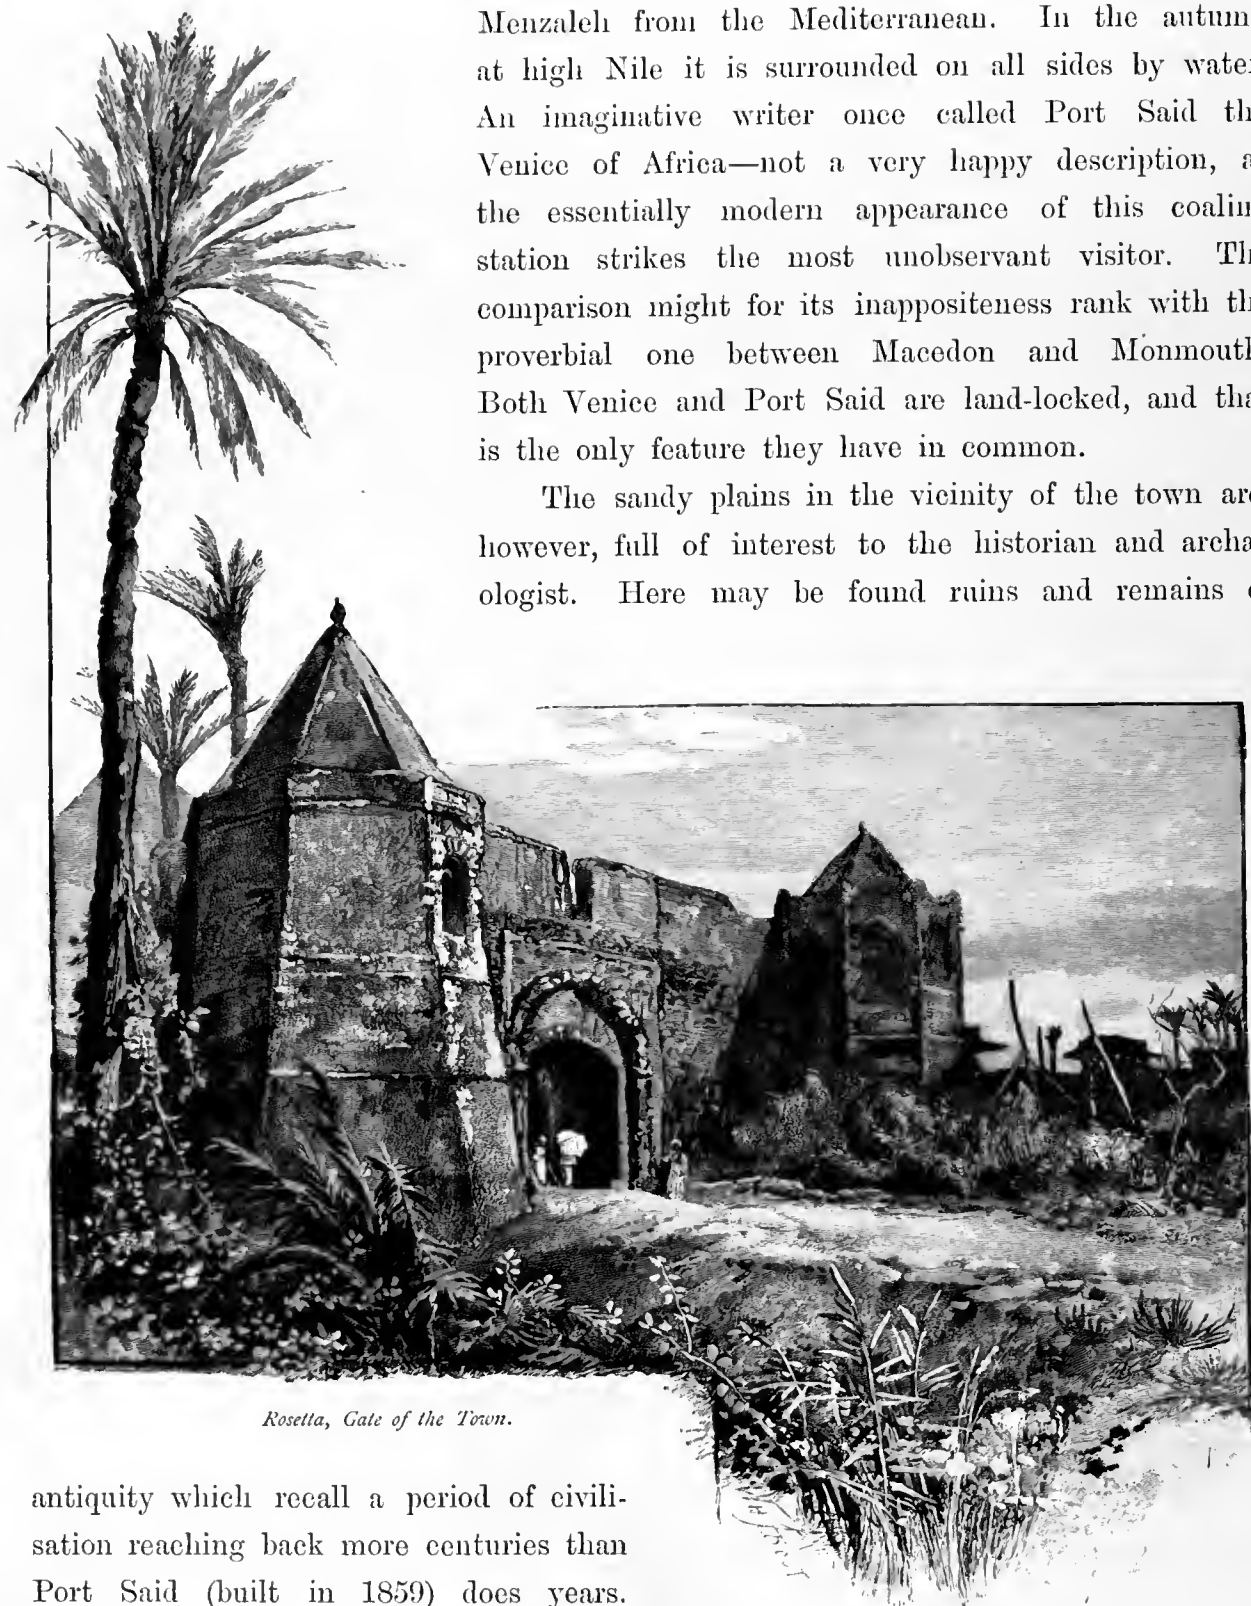 Menzaleh from the Mediterranean. In the autum
at high Nile it is surrounded on all sides by wate
An imaginative writer once called Port Said th
Venice of Africa—not a very happy description, a
the essentially modern appearance of this coalin
station strikes the most unobservant visitor. Th
comparison might for its inappositeness rank with th
proverbial one between Macedon and Monmouth
Both Venice and Port Said are land-locked, and tha
is the only feature they have in common.
The sandy plains in the vicinity of the town are
however, full of interest to the historian and archa
ologist. Here may be found ruins and remains
Rosetta, Gate of the Town.
antiquity which recall a period of civili-
sation reaching back more centuries than
Port Said (built in 1859) does years.